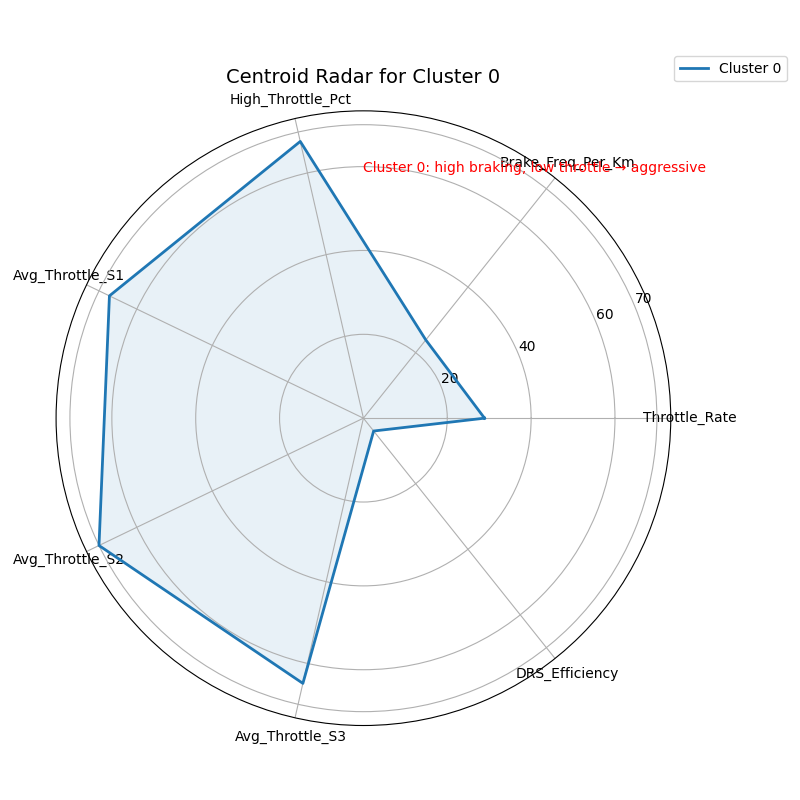 Cluster 0
Centroid Radar for Cluster 0
High_Throttle_Pct
Brake_Freq_Per_Km
Cluster 0: high braking, low throttle → aggressive
Avg_Throttle_S1
70
60
40
20
Throttle_Rate
Avg_Throttle_S2
DRS_Efficiency
Avg_Throttle_S3